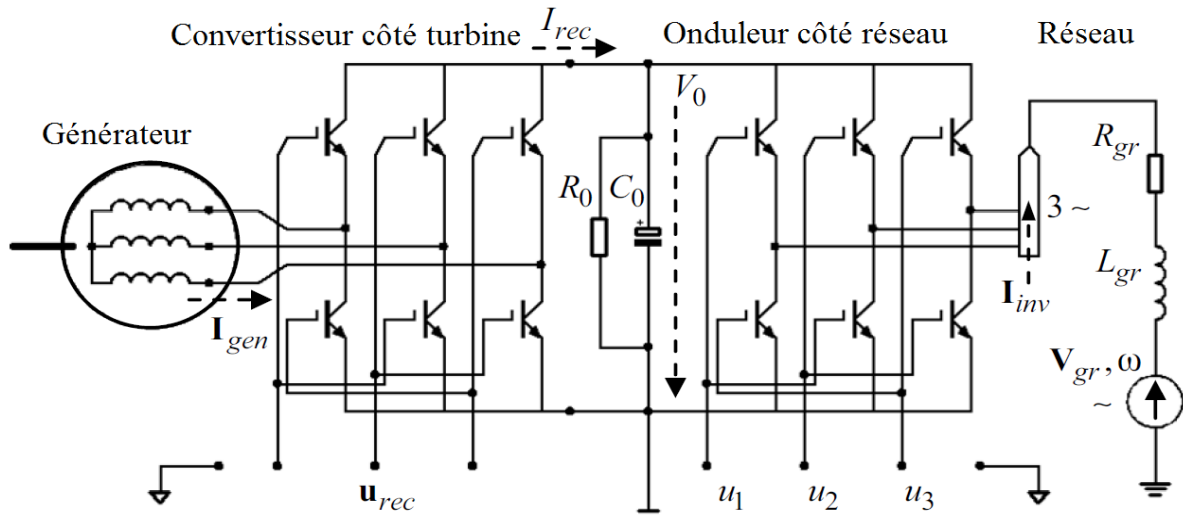 Convertisseur côté turbine
I_rec
Onduleur côté réseau
Réseau
V_0
Générateur
R_gr
R_0
C_0
+
3 ~
L_gr
I_inv
I_gen
V_gr, ω
~
u_rec
u_1
u_2
u_3